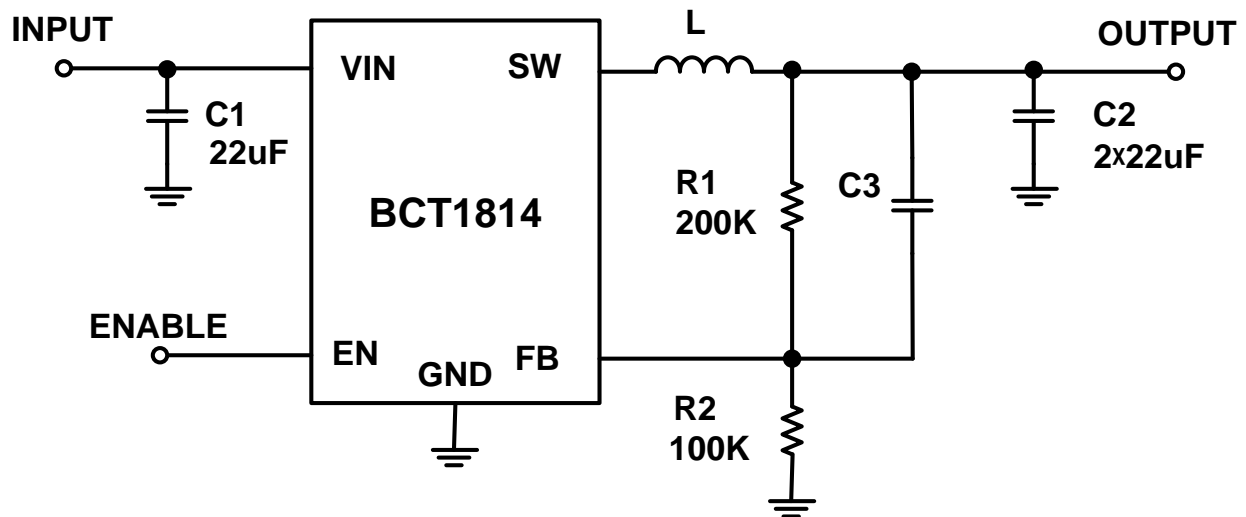 INPUT
VIN
C1
22uF
BCT1814
ENABLE
EN
GND
SW
FB
L
OUTPUT
R1
200K
C3
C2
2x22uF
R2
100K